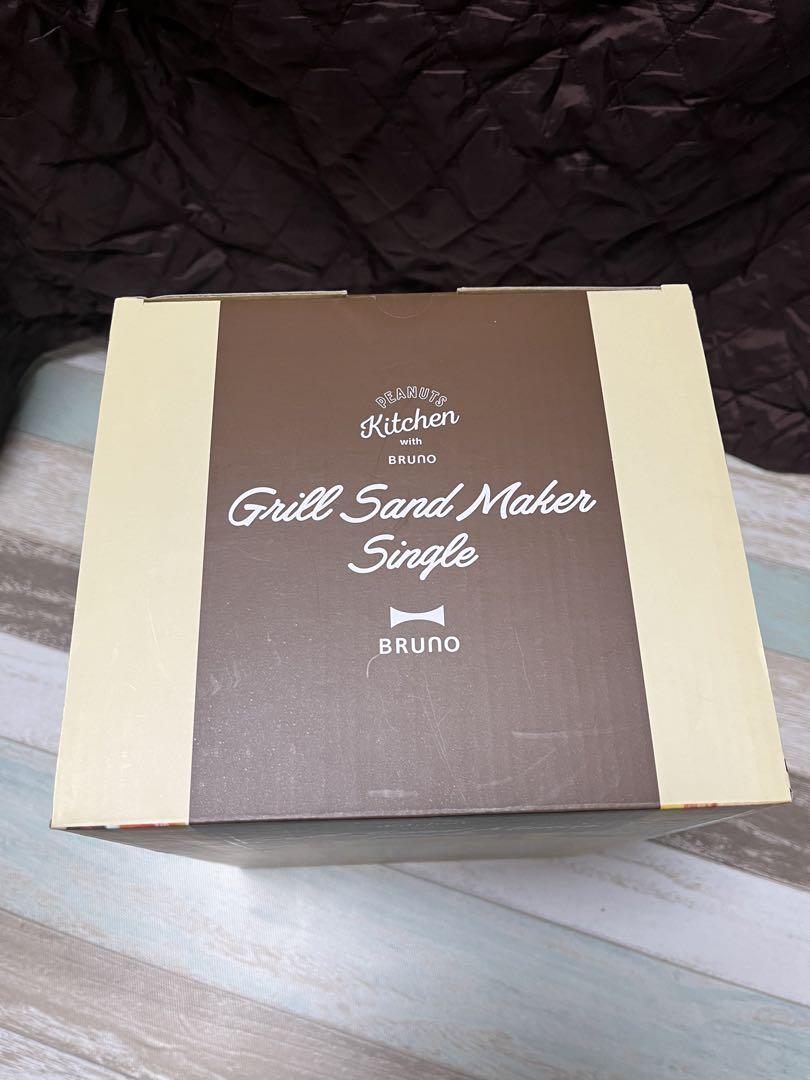 PEANUTS
Kitchen
with
BRUNO
Grill Sand Maker
Single
BRUNO